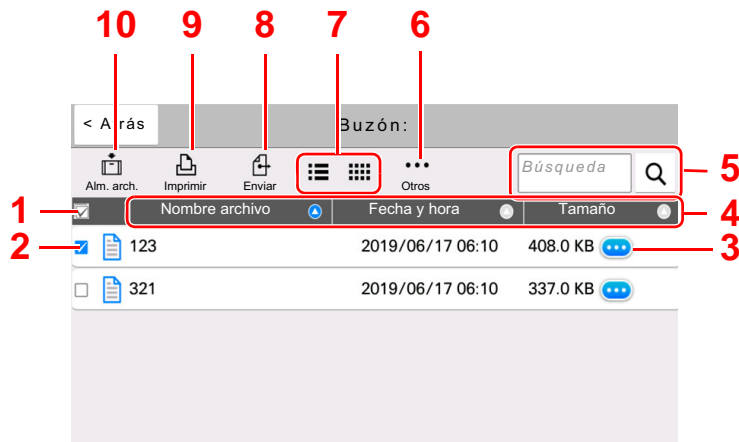 10 9 8 7 6
< Atrás Buzón:
Alm. arch. Imprimir Enviar Otros Búsqueda 5
1 Nombre archivo Fecha y hora Tamaño 4
2 123 2019/06/17 06:10 408.0 KB 3
321 2019/06/17 06:10 337.0 KB